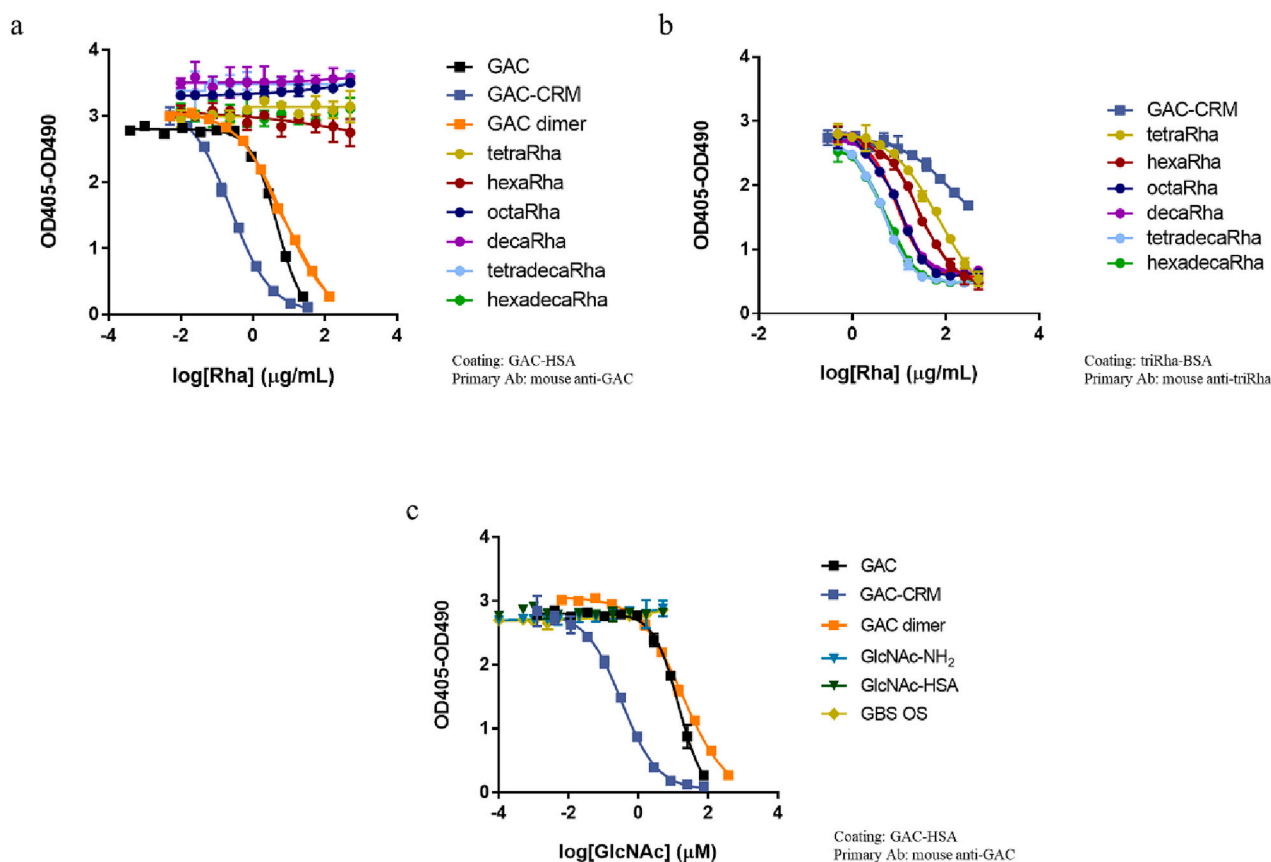 a
OD405-OD490
4
3
2
1
0
-4
-2
0
2
4
log[Rha] (μg/mL)
GAC
GAC-CRM
GAC dimer
tetraRha
hexaRha
octaRha
decaRha
tetradecaRha
hexadecaRha
Coating: GAC-HSA
Primary Ab: mouse anti-GAC
b
OD405-OD490
4
3
2
1
0
-2
0
2
4
log[Rha] (μg/mL)
GAC-CRM
tetraRha
hexaRha
octaRha
decaRha
tetradecaRha
hexadecaRha
Coating: triRha-BSA
Primary Ab: mouse anti-triRha
c
OD405-OD490
4
3
2
1
0
-4
-2
0
2
4
log[GlcNAc] (μM)
GAC
GAC-CRM
GAC dimer
GlcNAc-NH₂
GlcNAc-HSA
GBS OS
Coating: GAC-HSA
Primary Ab: mouse anti-GAC